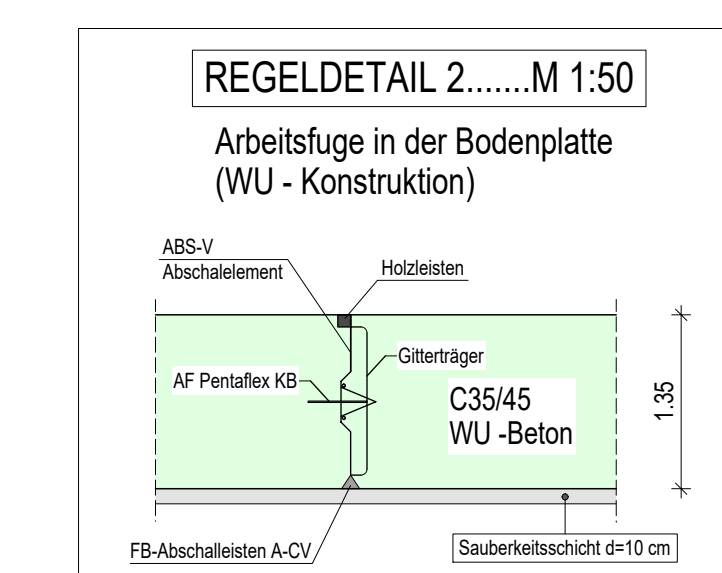 REGELDETAIL 2.......M 1:50
Arbeitsfuge in der Bodenplatte
(WU - Konstruktion)
ABS-V
Abschalelement
Holzleisten
Gitterträger
AF Pentaflex KB
C35/45
WU -Beton
1.35
FB-Abschalleisten A-CV
Sauberkeitsschicht d=10 cm